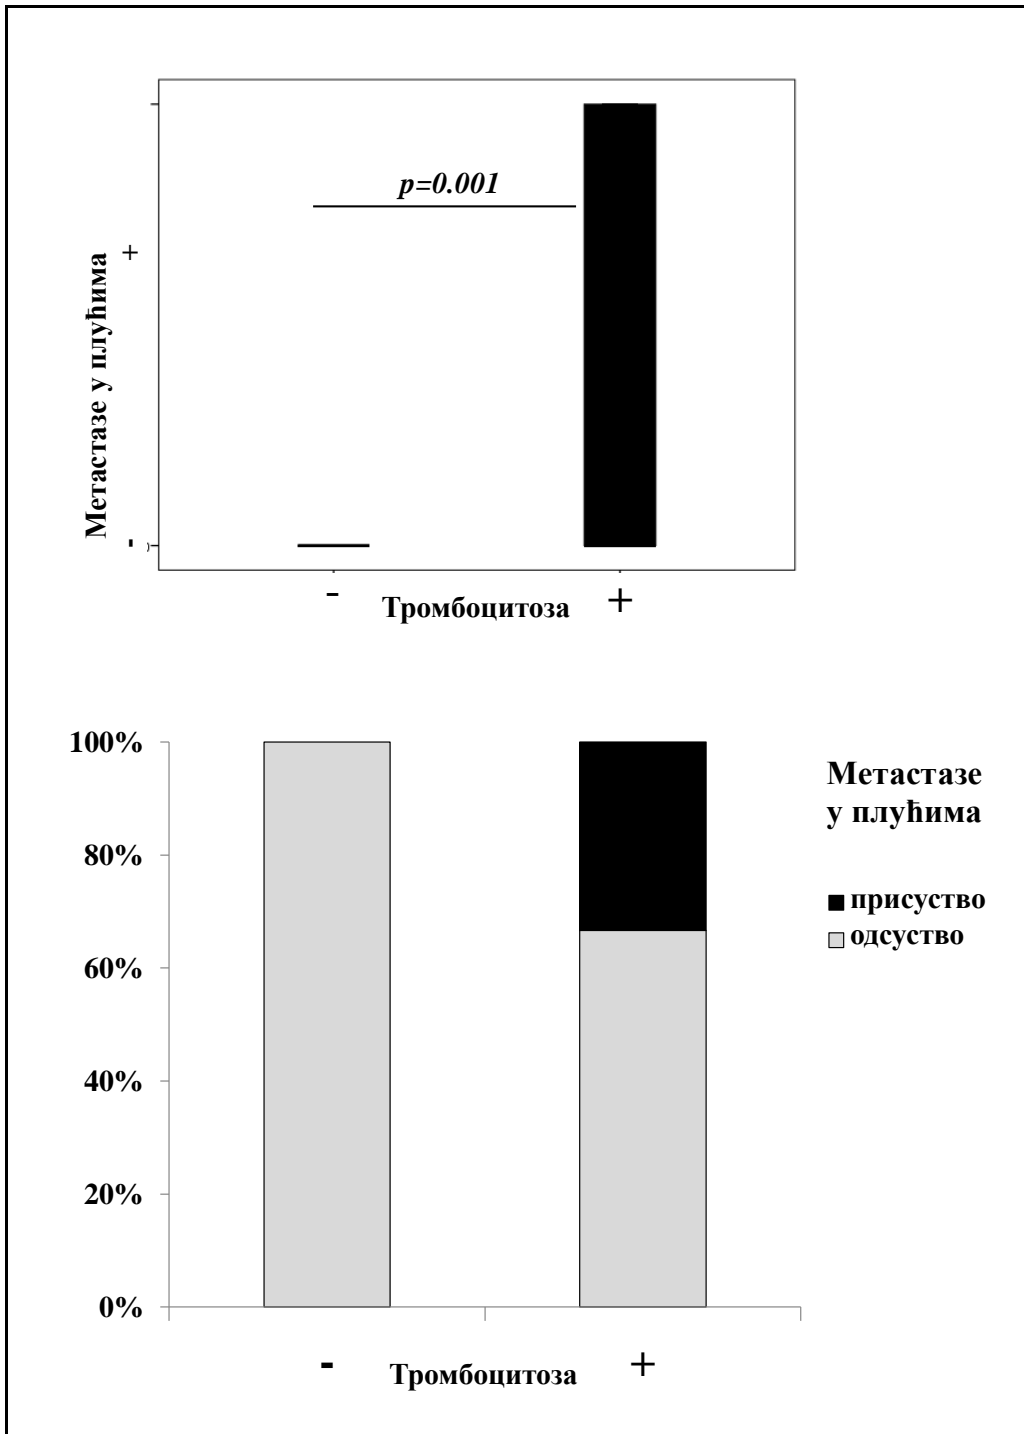 p=0.001
+
Метастазе у плућима
-
- Тромбоцитоза +
100%
80%
60%
40%
20%
0%
Метастазе
у плућима
присуство
одсуство
- Тромбоцитоза +